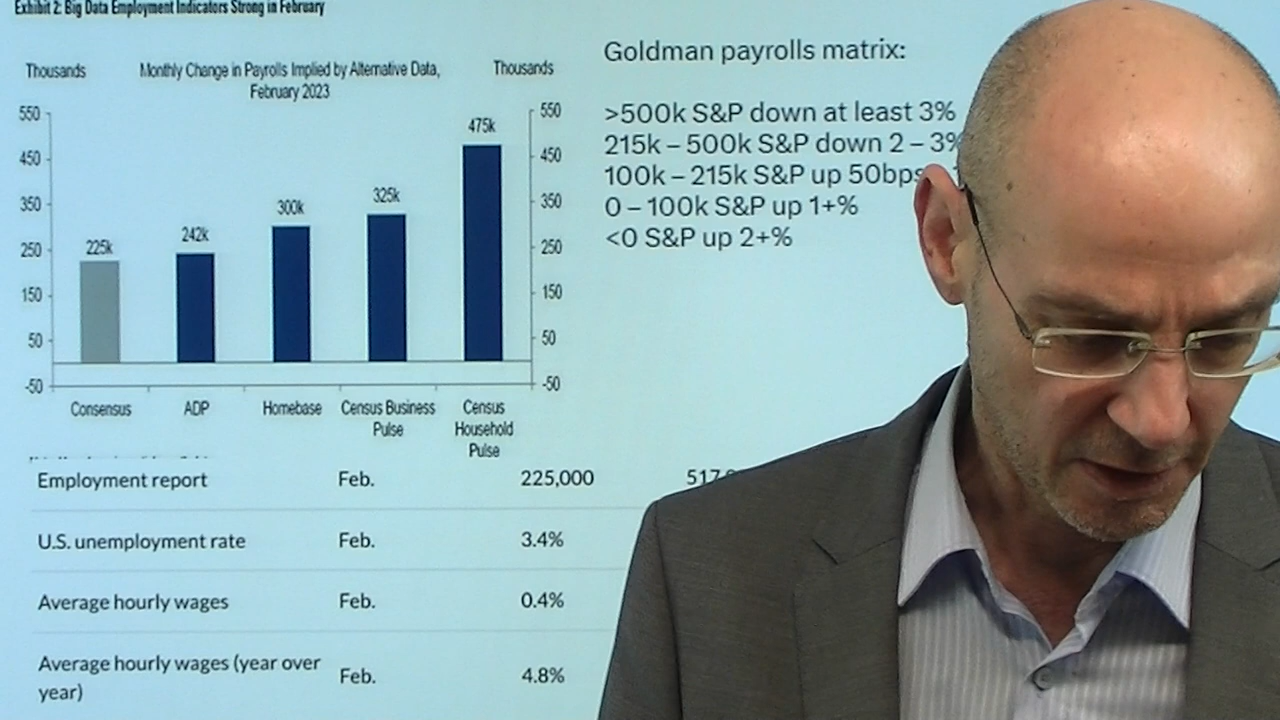 Exhibit 2: Big Data Employment Indicators Strong in February
Thousands
Monthly Change in Payrolls Implied by Alternative Data,
February 2023
Thousands
550
450
350
250
150
50
-50
225k
242k
300k
325k
475k
550
450
350
250
150
50
-50
Consensus
ADP
Homebase
Census Business
Pulse
Census
Household
Pulse
Goldman payrolls matrix:
>500k S&P down at least 3%
215k – 500k S&P down 2 – 3%
100k – 215k S&P up 50bps
0 – 100k S&P up 1+%
<0 S&P up 2+%
Employment report Feb. 225,000
U.S. unemployment rate Feb. 3.4%
Average hourly wages Feb. 0.4%
Average hourly wages (year over
year) Feb. 4.8%